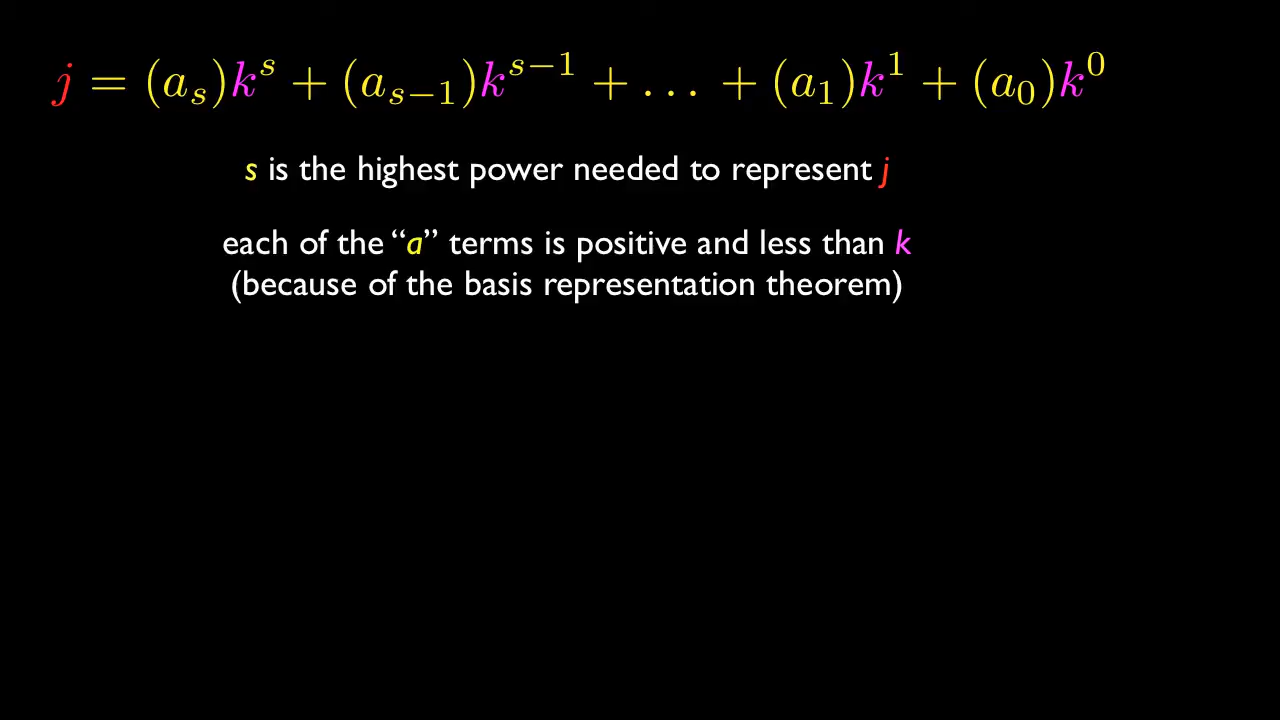 j = (a_s)k^s + (a_{s-1})k^{s-1} + ... + (a_1)k^1 + (a_0)k^0
s is the highest power needed to represent j
each of the “a” terms is positive and less than k
(because of the basis representation theorem)